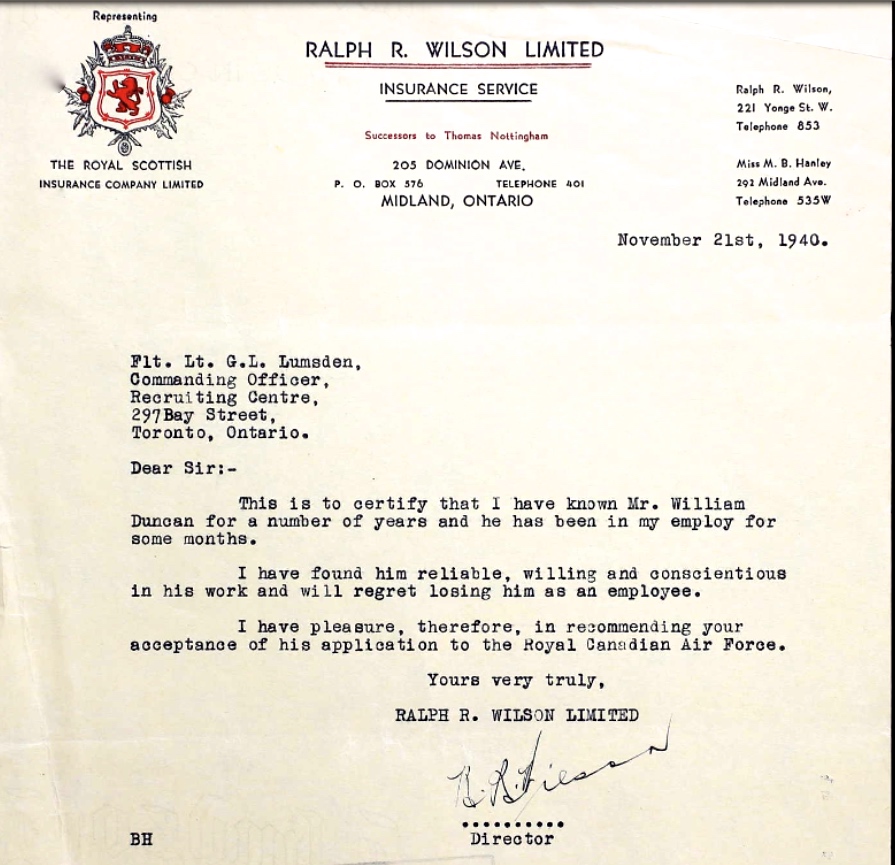 Representing
THE ROYAL SCOTTISH
INSURANCE COMPANY LIMITED
RALPH R. WILSON LIMITED
INSURANCE SERVICE
Successors to Thomas Nottingham
205 DOMINION AVE.
P. O. BOX 576 TELEPHONE 401
MIDLAND, ONTARIO
Ralph R. Wilson,
221 Yonge St. W.
Telephone 853
Miss M. B. Hanley
292 Midland Ave.
Telephone 535W
November 21st, 1940.
Flt. Lt. G.L. Lumsden,
Commanding Officer,
Recruiting Centre,
297Bay Street,
Toronto, Ontario.
Dear Sir:-
This is to certify that I have known Mr. William
Duncan for a number of years and he has been in my employ for
some months.
I have found him reliable, willing and conscientious
in his work and will regret losing him as an employee.
I have pleasure, therefore, in recommending your
acceptance of his application to the Royal Canadian Air Force.
Yours very truly,
RALPH R. WILSON LIMITED
R. R. Wilson
..........
Director
BH